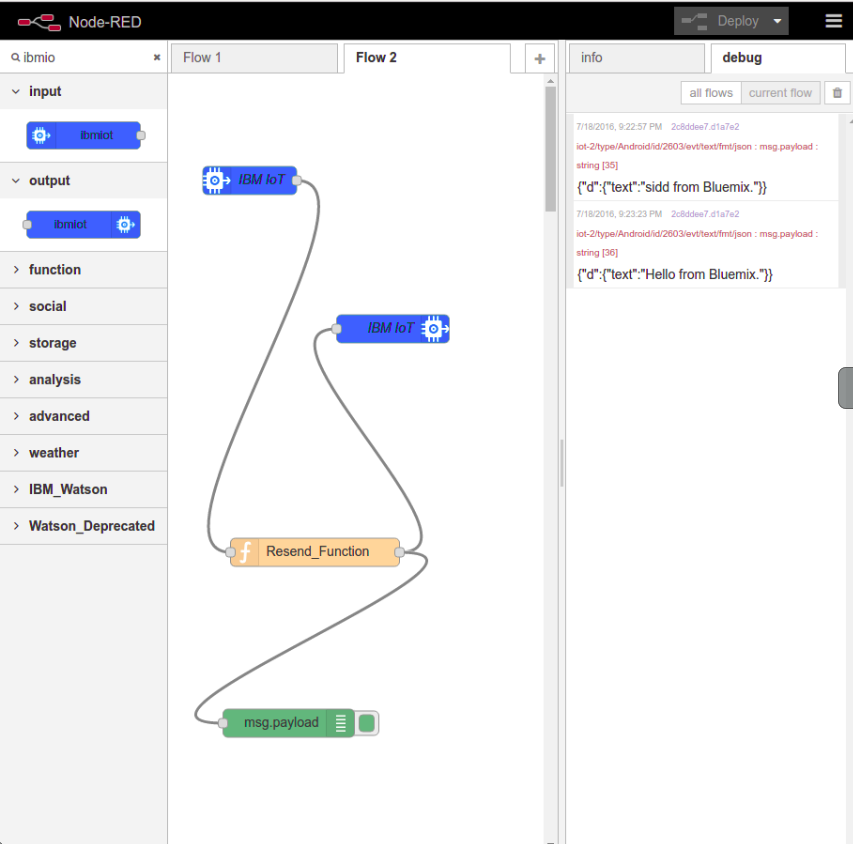 Node-RED
Deploy
ibmio
Flow 1
Flow 2
info
debug
input
ibmiot
output
ibmiot
function
social
storage
analysis
advanced
weather
IBM_Watson
Watson_Deprecated
IBM IoT
IBM IoT
Resend_Function
msg.payload
all flows
current flow
7/18/2016, 9:22:57 PM 2c8ddee7.d1a7e2
iot-2/type/Android/id/2603/evt/text/fmt/json : msg.payload :
string [35]
{"d":{"text":"sidd from Bluemix."}}
7/18/2016, 9:23:23 PM 2c8ddee7.d1a7e2
iot-2/type/Android/id/2603/evt/text/fmt/json : msg.payload :
string [36]
{"d":{"text":"Hello from Bluemix."}}